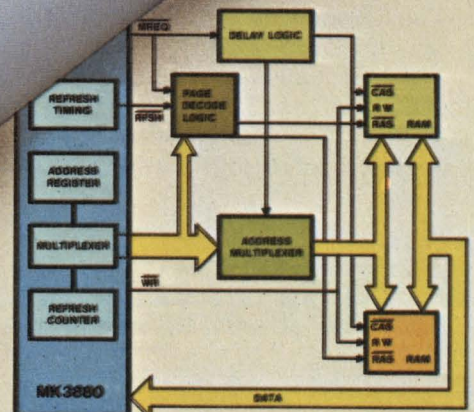 MREQ
DELAY LOGIC
REFRESH
TIMING
RFSH
PAGE
DECODE
LOGIC
CAS
R W
RAS RAM
ADDRESS
REGISTER
MULTIPLEXER
ADDRESS
MULTIPLEXER
WR
REFRESH
COUNTER
CAS
R W
RAS RAM
MK3880
DATA